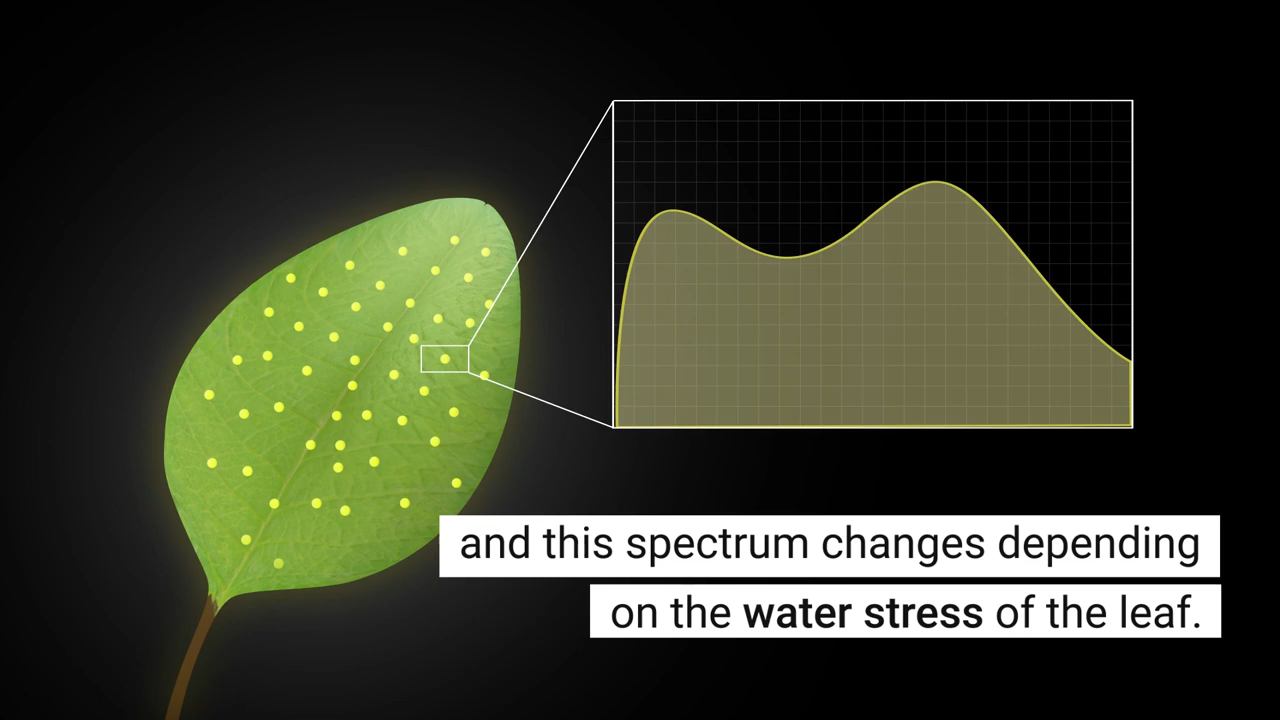 and this spectrum changes depending
on the water stress of the leaf.